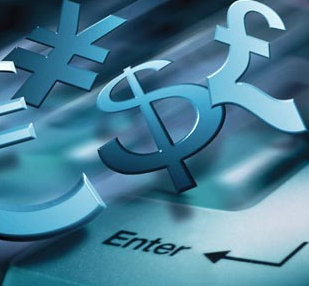 ¥ $ £
€
Enter